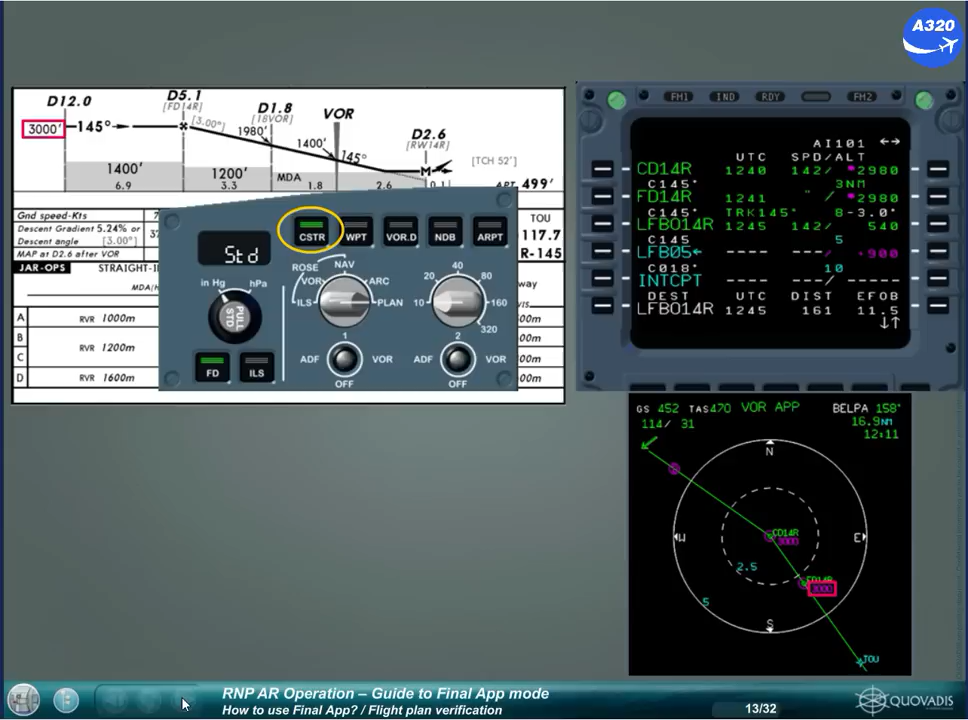 A320
D12.0
D5.1
[FD14R]
D1.8
[18VOR]
VOR
D2.6
[RW14R]
3000'
145°
[3.00°]
1980'
1400'
145°
M
[TCH 52']
1400'
6.9
1200'
3.3
MDA
1.8
2.6
0.1
APT. 499'
Gnd speed-Kts
Descent Gradient 5.24% or
Descent angle [3.00°]
MAP at D2.6 after VOR
TOU
117.7
R-145
JAR-OPS
STRAIGHT-I
MDA(H
way
A
RVR 1000m
B
RVR 1200m
C
D
RVR 1600m
00m
00m
00m
Std
in Hg
hPa
PULL
STD
FD
ILS
CSTR
WPT
VOR.D
NDB
ARPT
ROSE
NAV
VOR
ARC
ILS
PLAN
10
20
40
80
160
320
1
ADF
VOR
OFF
2
ADF
VOR
OFF
FM1
IND
RDY
FM2
AI101 ↔
UTC SPD/ALT
CD14R 1240 142/ *2980
C145° 3NM
FD14R 1241 " / *2980
C145° TRK145° 8-3.0°
LFBO14R 1245 142/ 540
C145 5
LFB05← ---- ---/ *900
C018° 10
INTCPT ---- ---/-----
DEST UTC DIST EFOB
LFBO14R 1245 161 11.5
↓↑
GS 452 TAS470 VOR APP BELPA 158°
114/ 31
16.9NM
12:11
N
W
E
S
CD14R
3000
FD14R
3000
2.5
5
TOU
RNP AR Operation – Guide to Final App mode
How to use Final App? / Flight plan verification
13/32
QUOVADIS